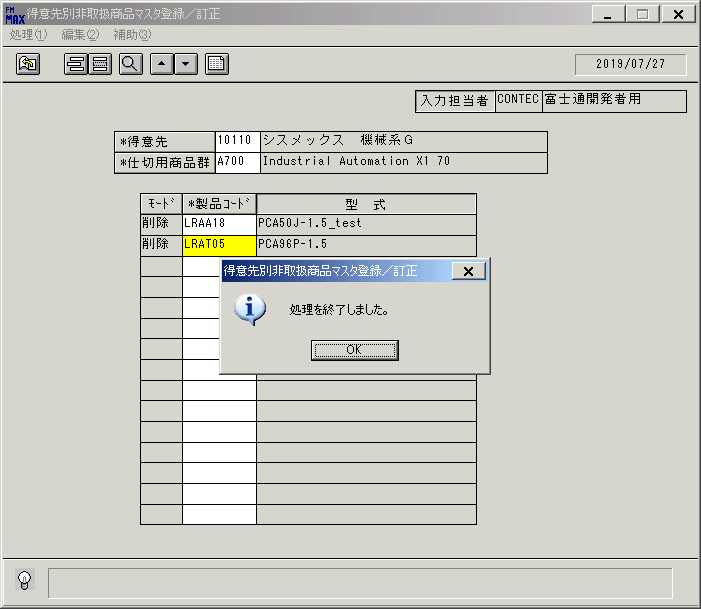 FM MAX 得意先別非取扱商品マスタ登録／訂正
処理(1) 編集(2) 補助(3)
2019/07/27
入力担当者 CONTEC 富士通開発者用
*得意先 10110 シスメックス 機械系Ｇ
*仕切用商品群 A700 Industrial Automation X1 70
ﾓｰﾄﾞ *製品ｺｰﾄﾞ 型 式
削除 LRAA18 PCA50J-1.5_test
削除 LRAT05 PCA96P-1.5
得意先別非取扱商品マスタ登録／訂正
処理を終了しました。
OK